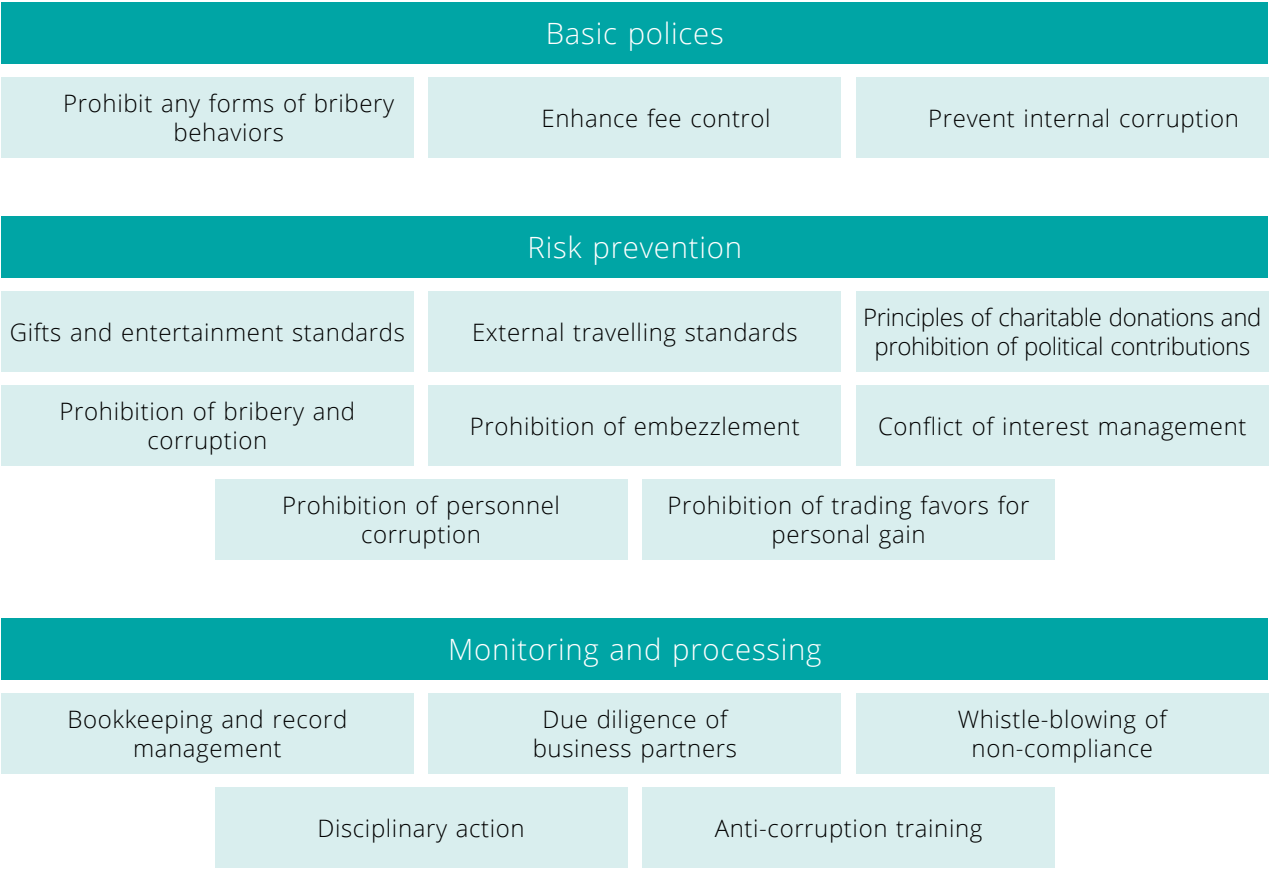 Basic polices
Prohibit any forms of bribery
behaviors
Enhance fee control
Prevent internal corruption
Risk prevention
Gifts and entertainment standards
External travelling standards
Principles of charitable donations and
prohibition of political contributions
Prohibition of bribery and
corruption
Prohibition of embezzlement
Conflict of interest management
Prohibition of personnel
corruption
Prohibition of trading favors for
personal gain
Monitoring and processing
Bookkeeping and record
management
Due diligence of
business partners
Whistle-blowing of
non-compliance
Disciplinary action
Anti-corruption training